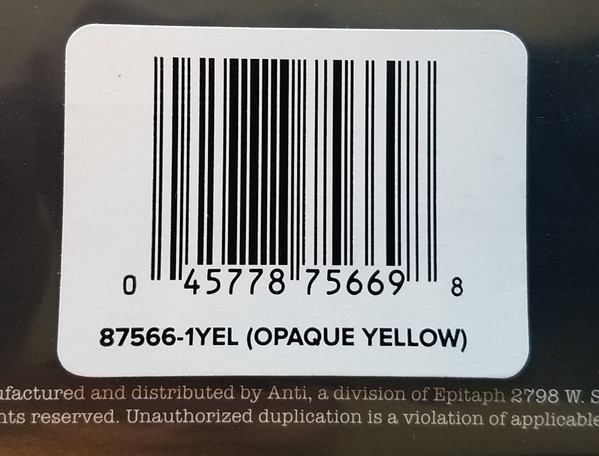 0 45778 75669 8
87566-1YEL (OPAQUE YELLOW)
ufactured and distributed by Anti, a division of Epitaph 2798 W. S
nts reserved. Unauthorized duplication is a violation of applicable